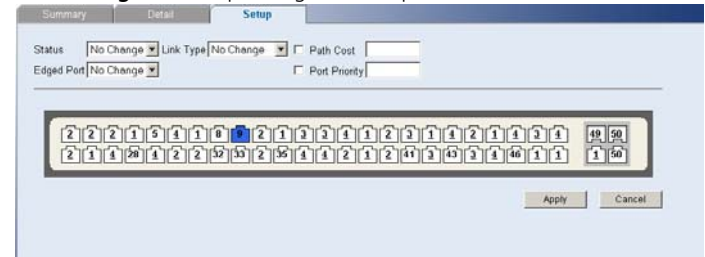 Summary Detail Setup
Status No Change Link Type No Change Path Cost
Edged Port No Change Port Priority
2 2 2 1 5 4 1 8 9 2 1 3 3 4 1 2 3 1 4 2 1 4 3 4 49 50
2 1 4 28 4 2 2 32 33 2 35 4 4 2 1 2 41 3 43 3 4 46 1 1 1 50
Apply Cancel